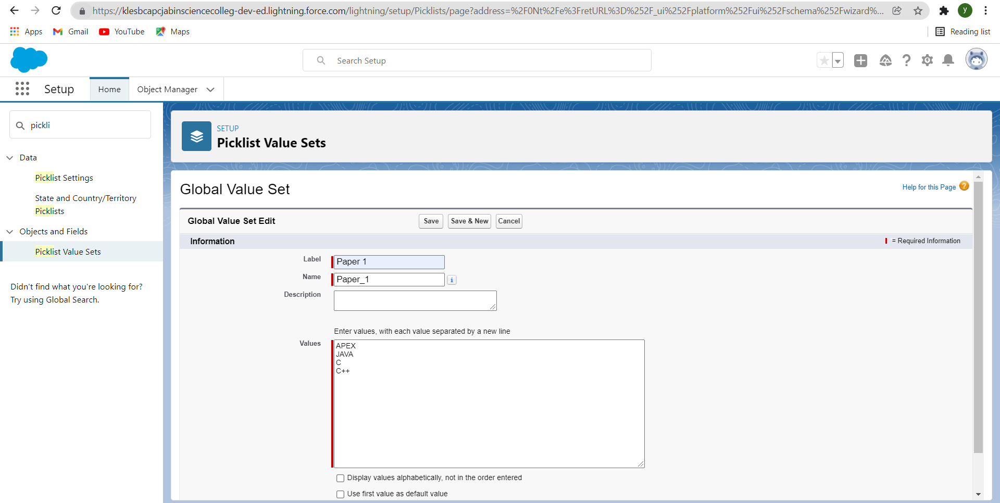 https://klesbcapcjabinsciencecolleg-dev-ed.lightning.force.com/lightning/setup/Picklists/page?address=%2F0Nt%2Fe%3FretURL%3D%252F_ui%252Fplatform%252Fui%252Fschema%252Fwizard%...
y
Apps
Gmail
YouTube
Maps
Reading list
Search Setup
Setup
Home
Object Manager
pickli
Data
Picklist Settings
State and Country/Territory
Picklists
Objects and Fields
Picklist Value Sets
Didn't find what you're looking for?
Try using Global Search.
SETUP
Picklist Value Sets
Global Value Set
Help for this Page ?
Global Value Set Edit
Save
Save & New
Cancel
Information
= Required Information
Label
Paper 1
Name
Paper_1
i
Description
Enter values, with each value separated by a new line
Values
APEX
JAVA
C
C++
Display values alphabetically, not in the order entered
Use first value as default value